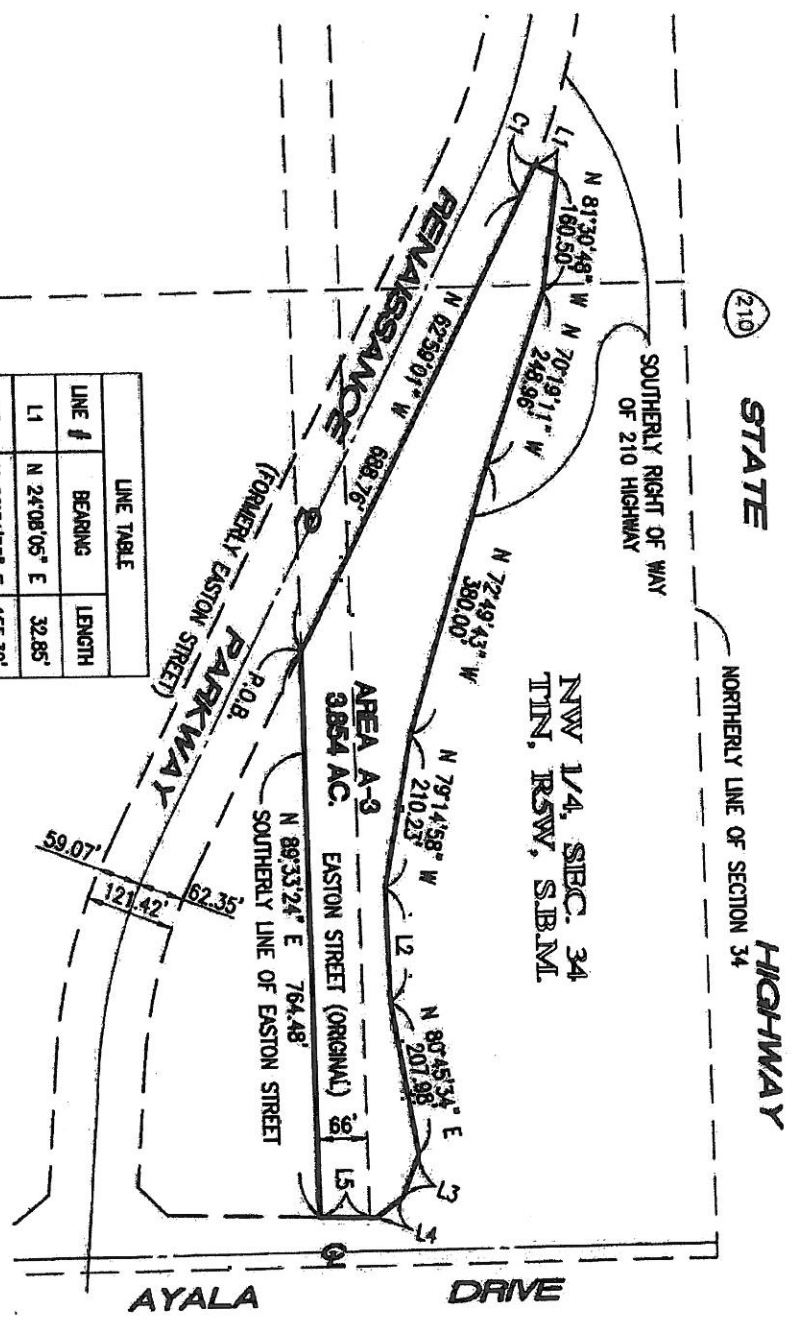 210
STATE
HIGHWAY
NORTHERLY LINE OF SECTION 34
SOUTHERLY RIGHT OF WAY
OF 210 HIGHWAY
NW 1/4, SEC. 34
T1N, R5W, S.B.M.
L1
C1
N 81°30'48" W
160.50'
N 70°19'11" W
248.96'
N 72°49'43" W
380.00'
N 79°14'58" W
210.23'
L2
N 80°45'34" E
207.98'
L3
L4
L5
66'
N 62°59'01" W 688.76'
RENAISSANCE
PARKWAY
(FORMERLY EASTON STREET)
P.O.B.
AREA A-3
3.854 AC.
EASTON STREET (ORIGINAL)
N 89°33'24" E 764.48'
SOUTHERLY LINE OF EASTON STREET
59.07'
121.42'
62.35'
AYALA
DRIVE
LINE TABLE
LINE # BEARING LENGTH
L1 N 24°08'05" E 32.85'